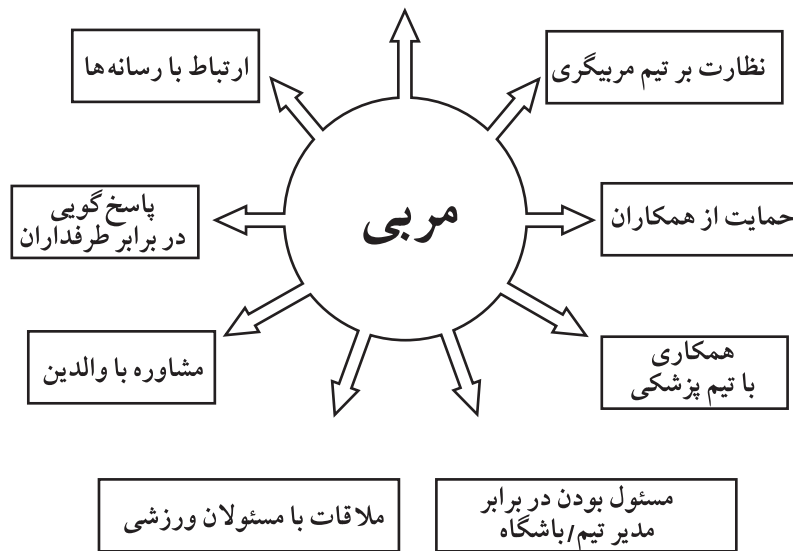 نظارت بر تیم مربیگری
ارتباط با رسانه‌ها
حمایت از همکاران
مربی
پاسخ‌گویی
در برابر طرفداران
همکاری
با تیم پزشکی
مشاوره با والدین
مسئول بودن در برابر
مدیر تیم/باشگاه
ملاقات با مسئولان ورزشی